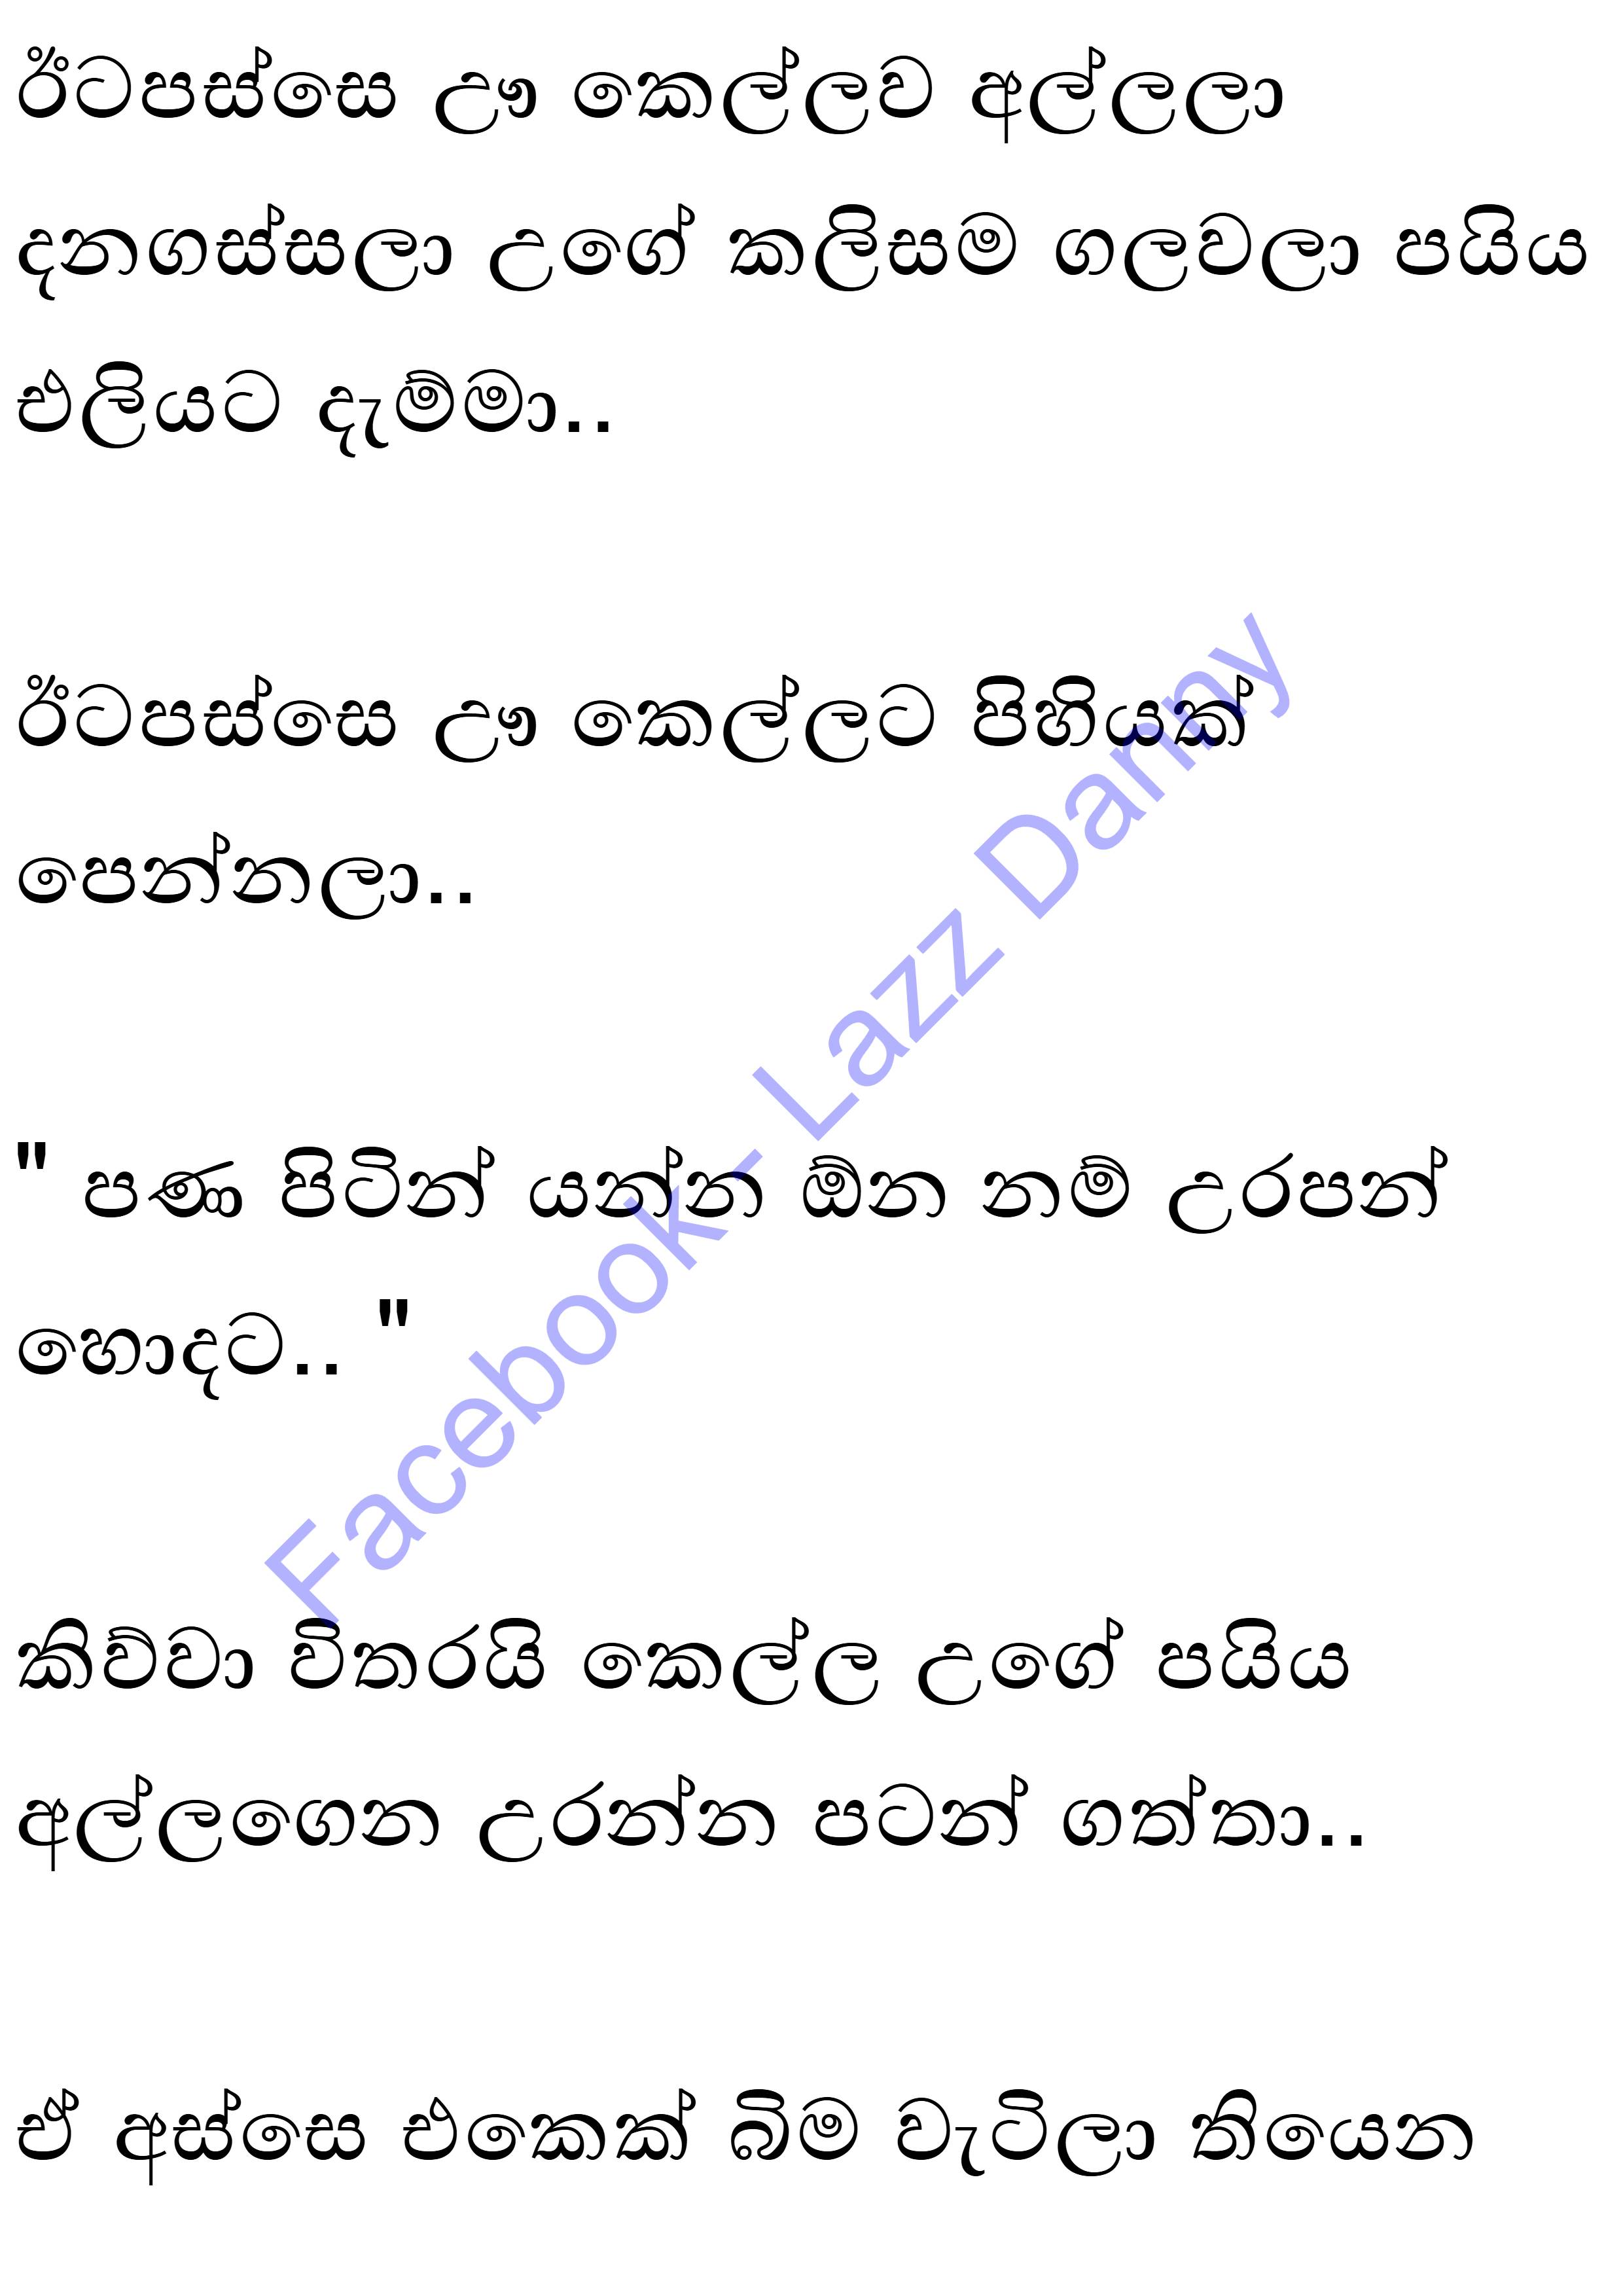 ඊටපස්සෙ ඌ කෙල්ලව අල්ලලා
දනගස්සලා උගේ කලිසම ගලවලා පයිය
එලියට දැම්මා..
ඊටපස්සෙ ඌ කෙල්ලට පිහියක්
පෙන්නලා..
" පණ පිටින් යන්න ඕන නම් උරපන්
හොදට.. "
කිව්වා විතරයි කෙල්ල උගේ පයිය
අල්ලගෙන උරන්න පටන් ගත්තා..
ඒ අස්සෙ එකෙක් බිම වැටිලා තියෙන
Facebook- Lazz Danny